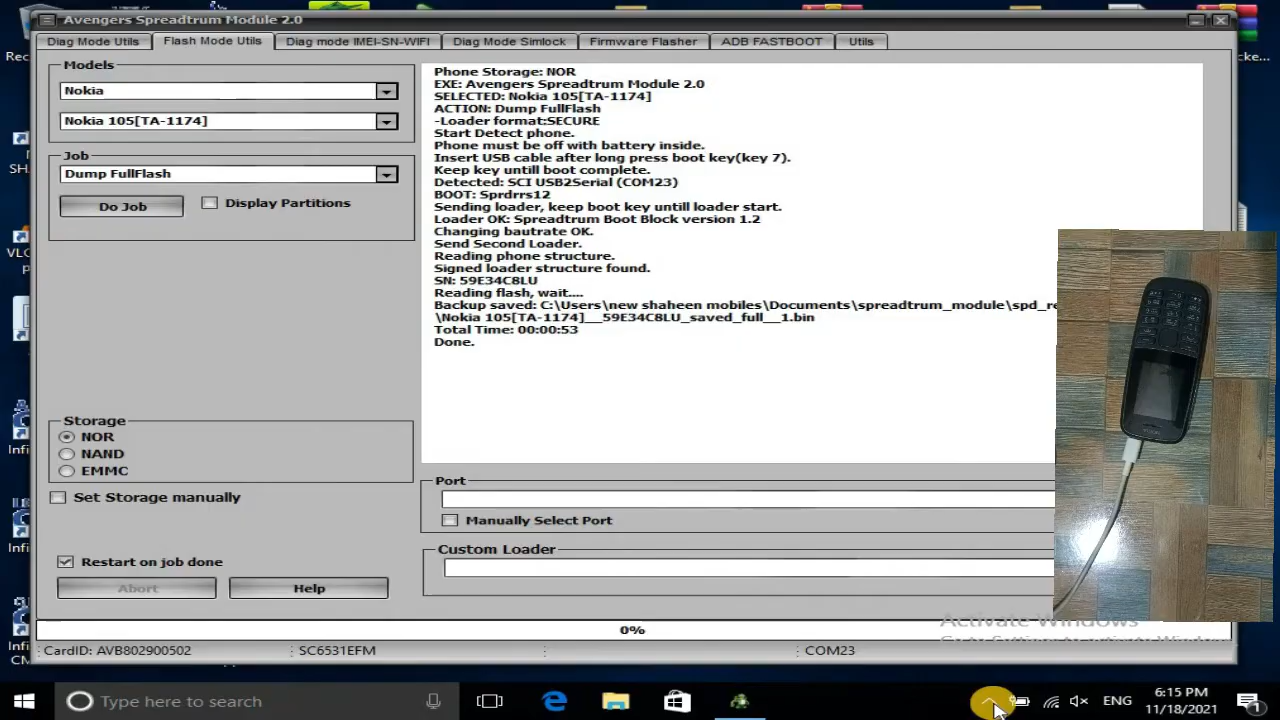 Avengers Spreadtrum Module 2.0
Diag Mode Utils
Flash Mode Utils
Diag mode IMEI-SN-WIFI
Diag Mode Simlock
Firmware Flasher
ADB FASTBOOT
Utils
Models
Nokia
Nokia 105[TA-1174]
Job
Dump FullFlash
Do Job
Display Partitions
Storage
NOR
NAND
EMMC
Set Storage manually
Restart on job done
Abort
Help
Phone Storage: NOR
EXE: Avengers Spreadtrum Module 2.0
SELECTED: Nokia 105[TA-1174]
ACTION: Dump FullFlash
-Loader format:SECURE
Start Detect phone.
Phone must be off with battery inside.
Insert USB cable after long press boot key(key 7).
Keep key untill boot complete.
Detected: SCI USB2Serial (COM23)
BOOT: Sprdrrs12
Sending loader, keep boot key untill loader start.
Loader OK: Spreadtrum Boot Block version 1.2
Changing bautrate OK.
Send Second Loader.
Reading phone structure.
Signed loader structure found.
SN: 59E34C8LU
Reading flash, wait....
Backup saved: C:\Users\new shaheen mobiles\Documents\spreadtrum_module\spd_re
\Nokia 105[TA-1174]__59E34C8LU_saved_full__1.bin
Total Time: 00:00:53
Done.
Port
Manually Select Port
Custom Loader
Activate Windows
0%
CardID: AVB802900502
SC6531EFM
COM23
Type here to search
ENG
6:15 PM
11/18/2021
1